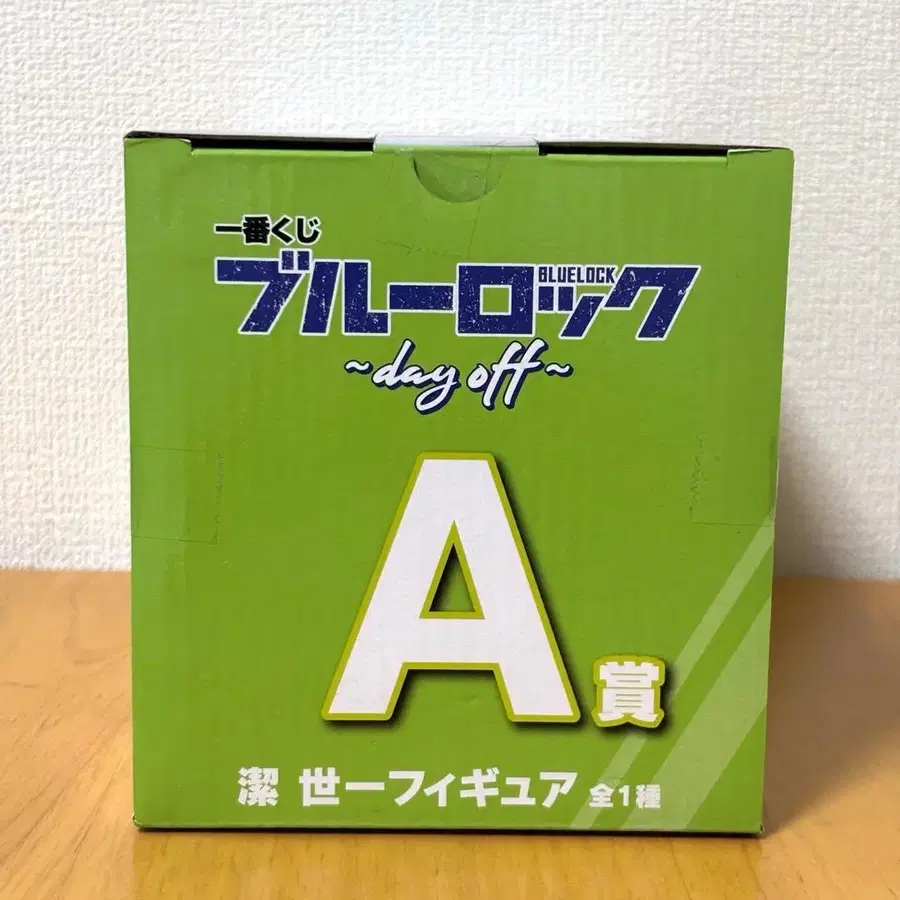 一番くじ
ブルーロック
BLUELOCK
~day off~
A賞
潔 世一フィギュア 全1種